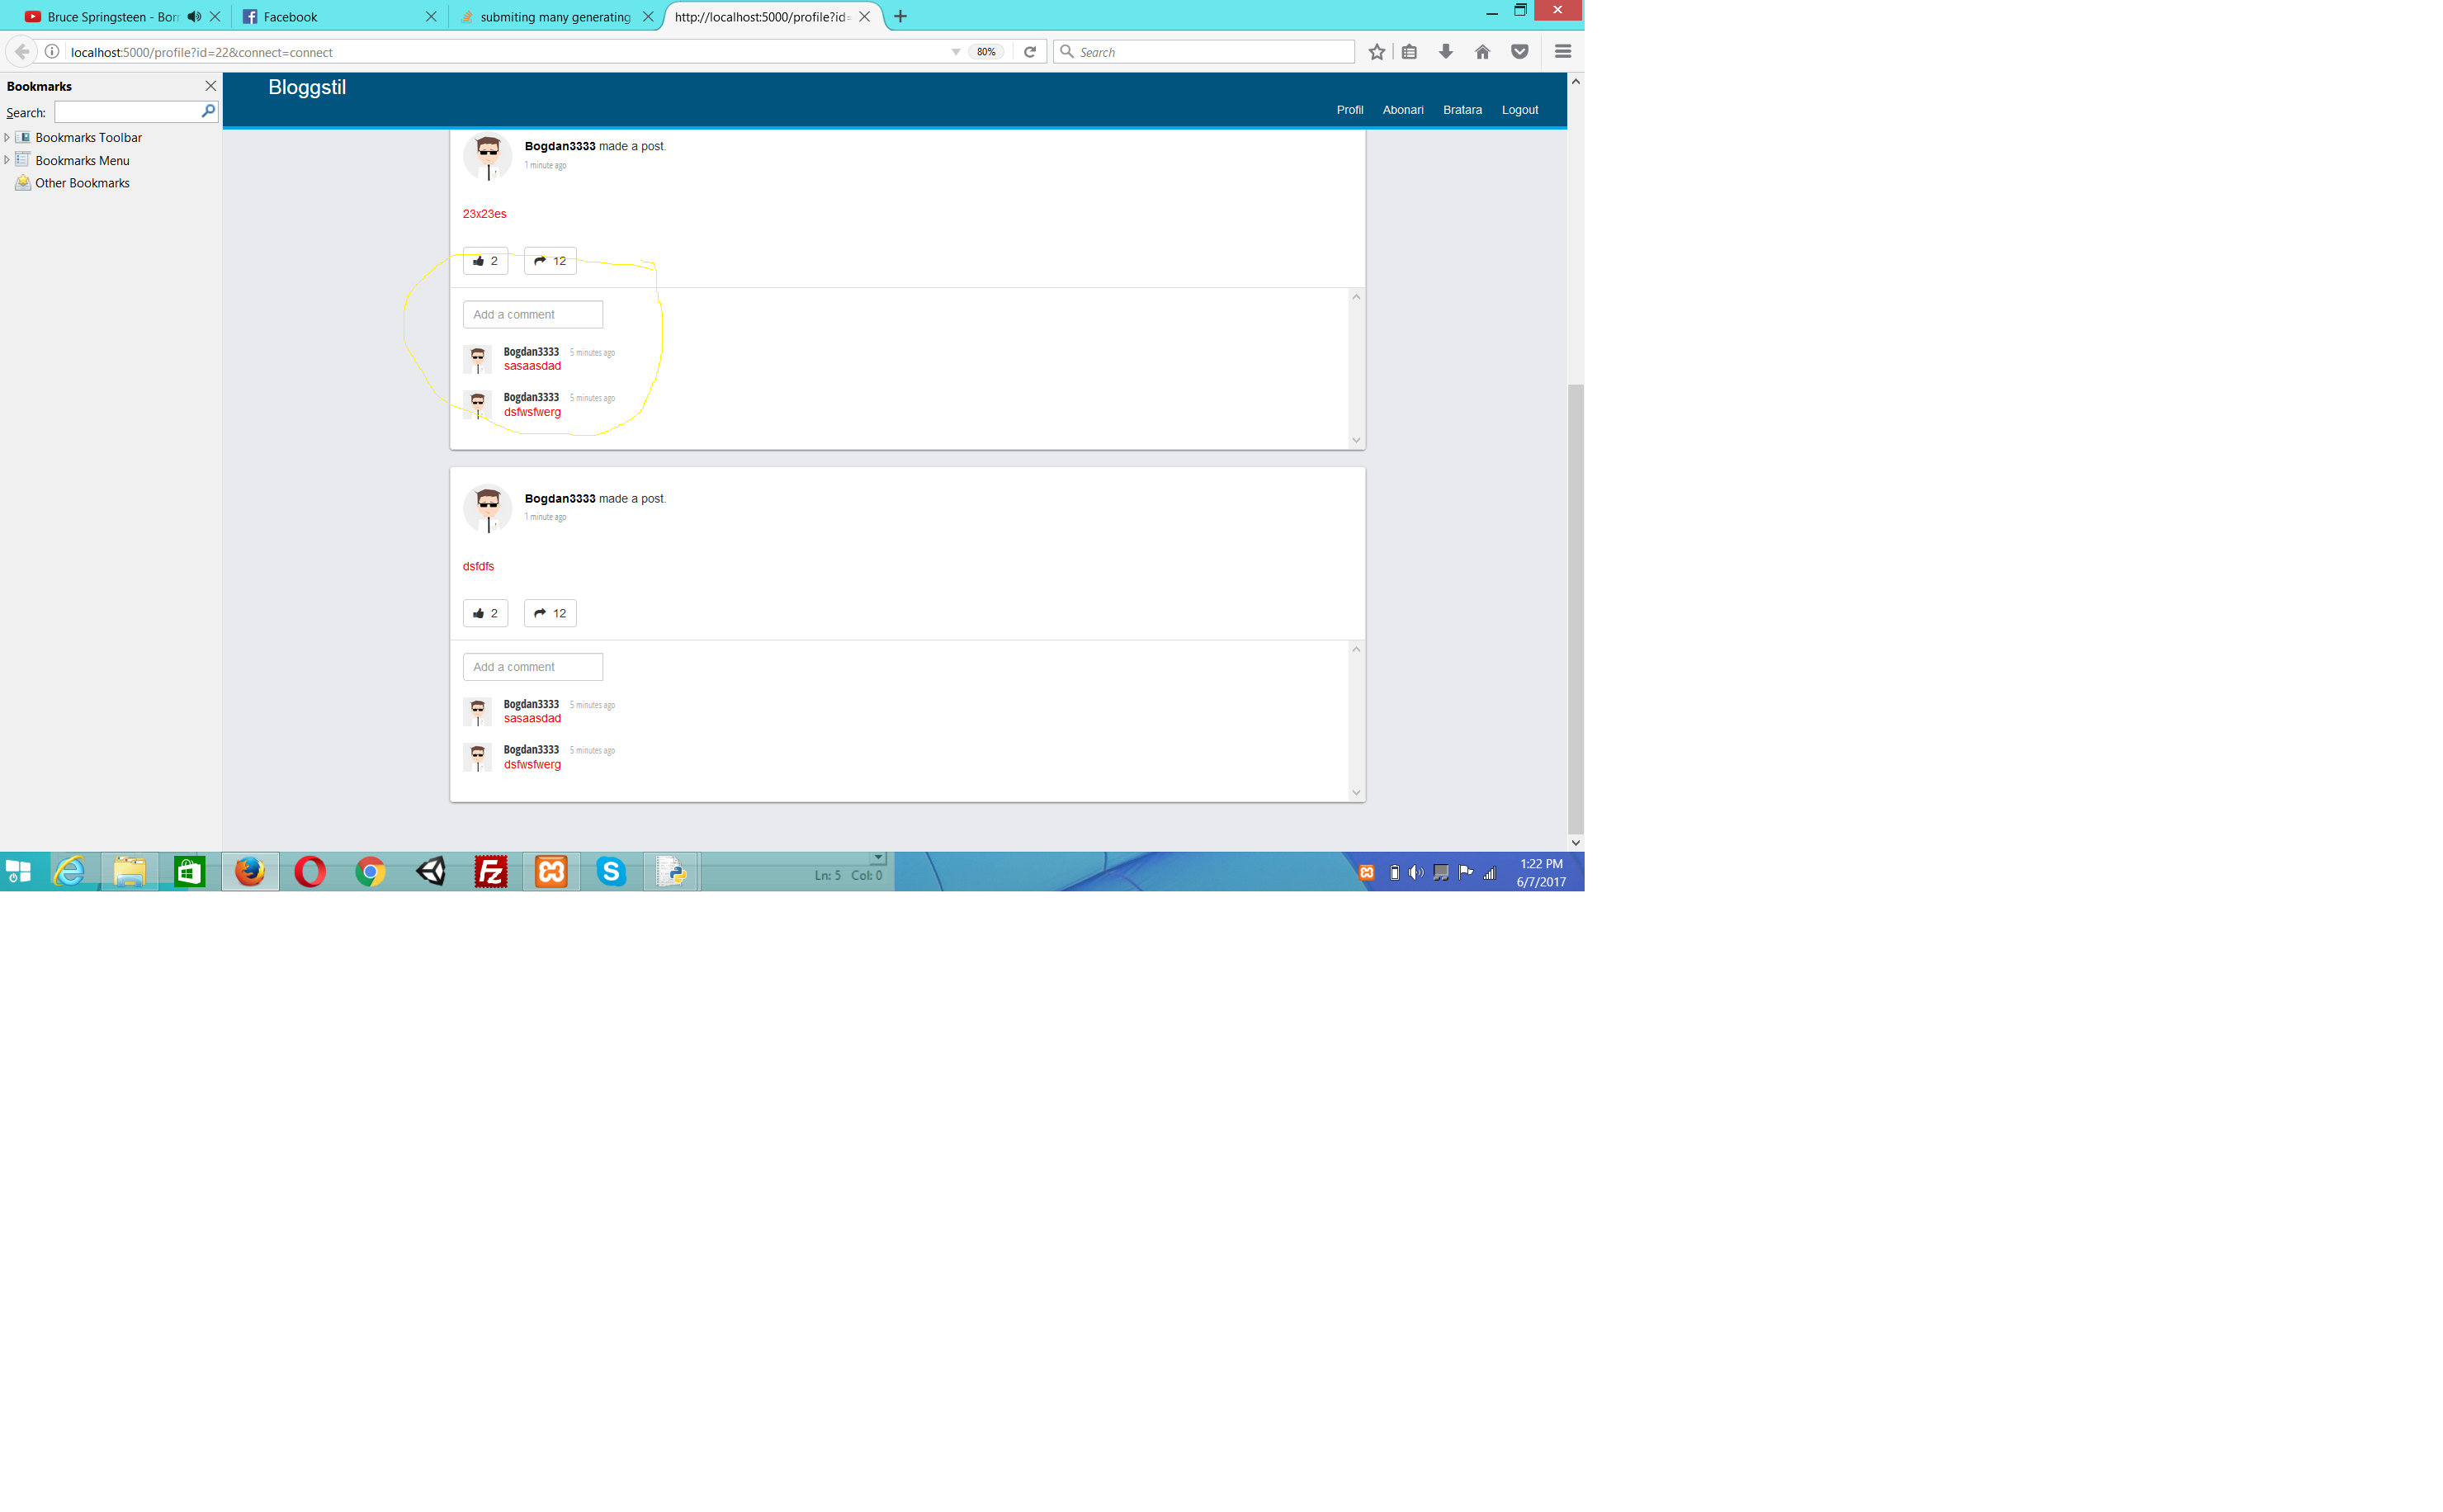 Bruce Springsteen - Borr
Facebook
submiting many generating
http://localhost:5000/profile?id=
localhost:5000/profile?id=22&connect=connect
80%
Search
Bookmarks
Search:
Bookmarks Toolbar
Bookmarks Menu
Other Bookmarks
Bloggstil
Profil Abonari Bratara Logout
Bogdan3333 made a post.
1 minute ago
23x23es
2 12
Add a comment
Bogdan3333 5 minutes ago
sasaasdad
Bogdan3333 5 minutes ago
dsfwsfwerg
Bogdan3333 made a post.
1 minute ago
dsfdfs
2 12
Add a comment
Bogdan3333 5 minutes ago
sasaasdad
Bogdan3333 5 minutes ago
dsfwsfwerg
Fz
S
Ln: 5 Col: 0
1:22 PM
6/7/2017